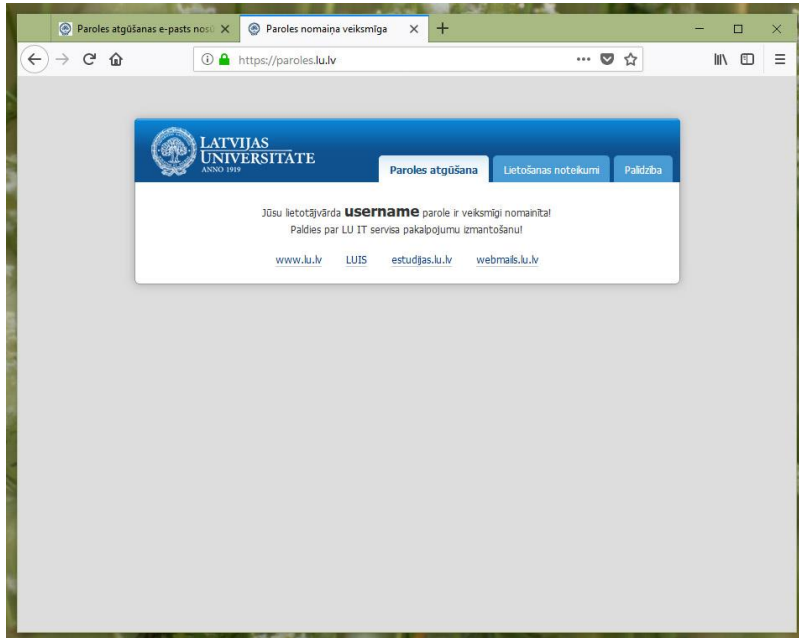 Paroles atgūšanas e-pasts nosū
Paroles nomaiņa veiksmīga
https://paroles.lu.lv
LATVIJAS
UNIVERSITĀTE
ANNO 1919
Paroles atgūšana
Lietošanas noteikumi
Palīdzība
Jūsu lietotājvārda username parole ir veiksmīgi nomainīta!
Paldies par LU IT servisa pakalpojumu izmantošanu!
www.lu.lv LUIS estudijas.lu.lv webmails.lu.lv